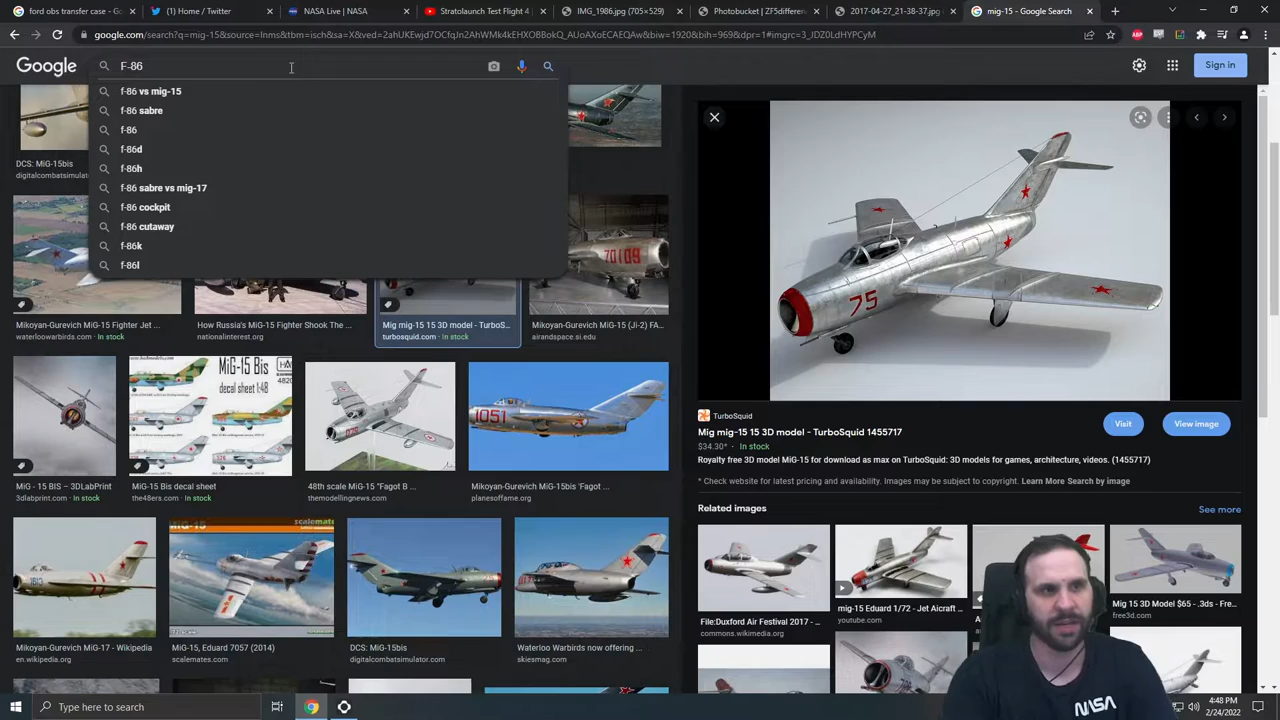 ford obs transfer case - Google
(1) Home / Twitter
NASA Live | NASA
Stratolaunch Test Flight 4
IMG_1986.jpg (705×529)
Photobucket | ZF5different
2017-04-27_21-38-37.jpg
mig-15 - Google Search
google.com/search?q=mig-15&source=lnms&tbm=isch&sa=X&ved=2ahUKEwjd7OCfqJn2AhWMk4kEHXOBBokQ_AUoAXoECAEQAw&biw=1920&bih=969&dpr=1#imgrc=3_JDZ0LdHYPCyM
Google
F-86
Sign in
f-86 vs mig-15
f-86 sabre
f-86
f-86d
f-86h
f-86 sabre vs mig-17
f-86 cockpit
f-86 cutaway
f-86k
f-86l
DCS: MiG-15bis
Mikoyan-Gurevich MiG-15 Fighter Jet ...
waterloowarbirds.com · In stock
How Russia's MiG-15 Fighter Shook The ...
nationalinterest.org
Mig mig-15 15 3D model - TurboS...
turbosquid.com · In stock
Mikoyan-Gurevich MiG-15 (Ji-2) FA...
airandspace.si.edu
75
TurboSquid
Mig mig-15 15 3D model - TurboSquid 1455717
$34.30* · In stock
Royalty free 3D model MiG-15 for download as max on TurboSquid: 3D models for games, architecture, videos. (1455717)
* Check website for latest pricing and availability. Images may be subject to copyright. Learn More Search by image
Visit
View image
MiG-15 Bis
decal sheet 1:48
1051
MiG - 15 BIS – 3DLabPrint
3dlabprint.com · In stock
MiG-15 Bis decal sheet
the48ers.com · In stock
48th scale MiG-15 "Fagot B ...
themodellingnews.com
Mikoyan-Gurevich MiG-15bis 'Fagot ...
planesoffame.org
Related images
See more
File:Duxford Air Festival 2017 - ...
commons.wikimedia.org
mig-15 Eduard 1/72 - Jet Aicraft ...
youtube.com
Mig 15 3D Model $65 - .3ds - Fre...
free3d.com
MiG-15
Mikoyan-Gurevich MiG-17 - Wikipedia
en.wikipedia.org
MiG-15, Eduard 7057 (2014)
scalemates.com
DCS: MiG-15bis
digitalcombatsimulator.com
Waterloo Warbirds now offering ...
skiesmag.com
NASA
Type here to search
4:48 PM
2/24/2022